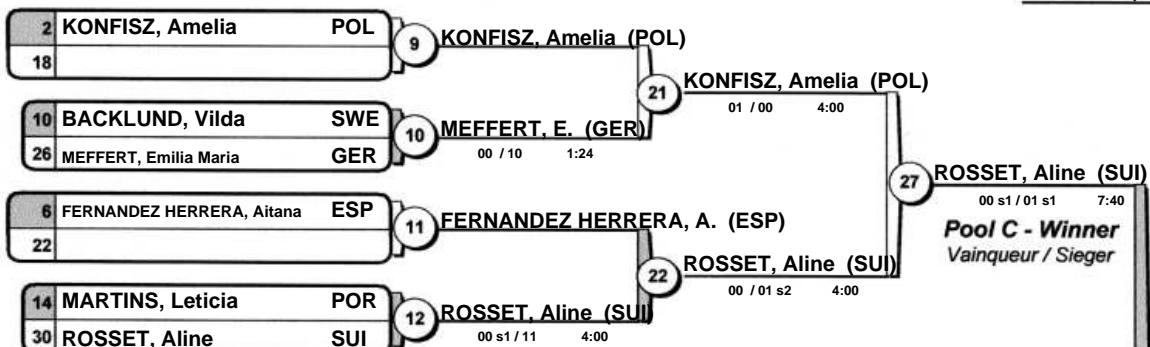 2 KONFISZ, Amelia POL
18
9
KONFISZ, Amelia (POL)
21
KONFISZ, Amelia (POL)
01 / 00 4:00
10 BACKLUND, Vilda SWE
26 MEFFERT, Emilia Maria GER
10
MEFFERT, E. (GER)
00 / 10 1:24
27
ROSSET, Aline (SUI)
00 s1 / 01 s1 7:40
Pool C - Winner
Vainqueur / Sieger
6 FERNANDEZ HERRERA, Aitana ESP
22
11
FERNANDEZ HERRERA, A. (ESP)
22
ROSSET, Aline (SUI)
00 / 01 s2 4:00
14 MARTINS, Leticia POR
30 ROSSET, Aline SUI
12
ROSSET, Aline (SUI)
00 s1 / 11 4:00